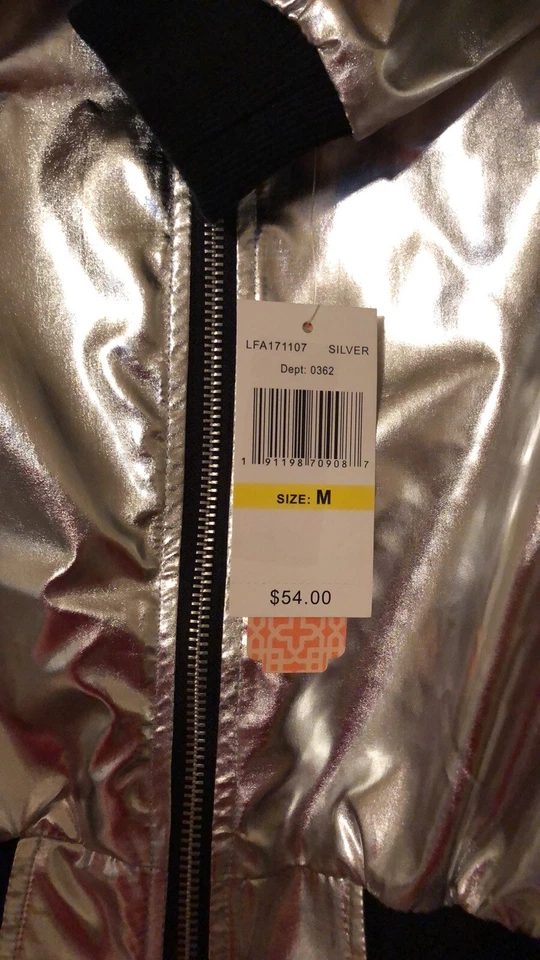 LFA171107 SILVER
Dept: 0362
1 91198 70908 7
SIZE: M
$54.00